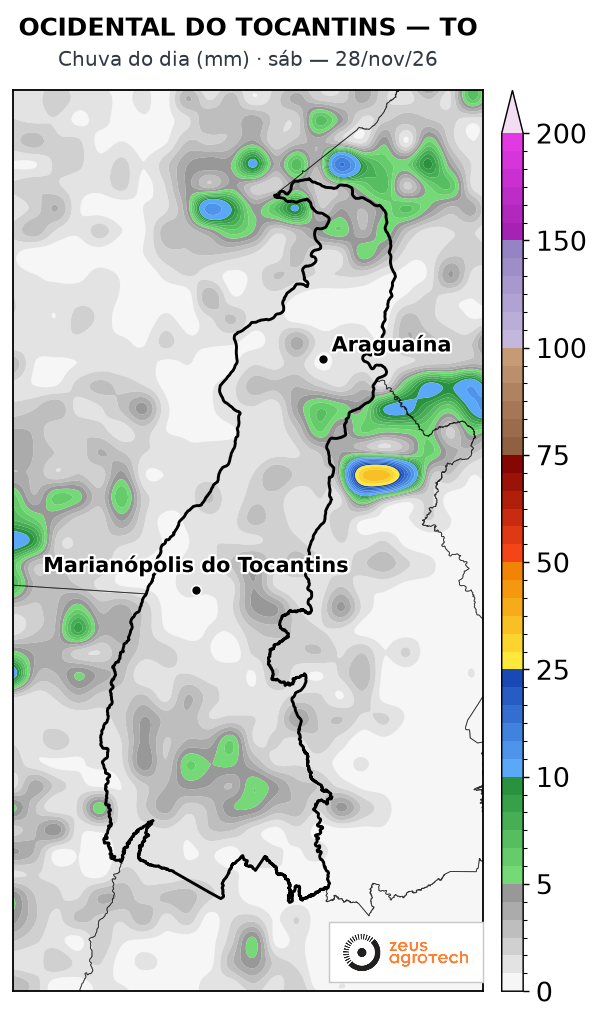 OCIDENTAL DO TOCANTINS — TO
Chuva do dia (mm) · sáb — 28/nov/26
200
150
100
75
50
25
10
5
0
Araguaína
Marianópolis do Tocantins
zeus
agrotech